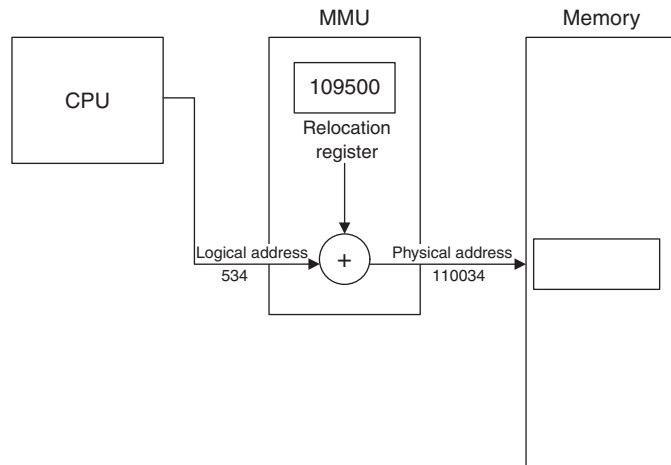 MMU
Memory
CPU
109500
Relocation
register
Logical address
534
+
Physical address
110034